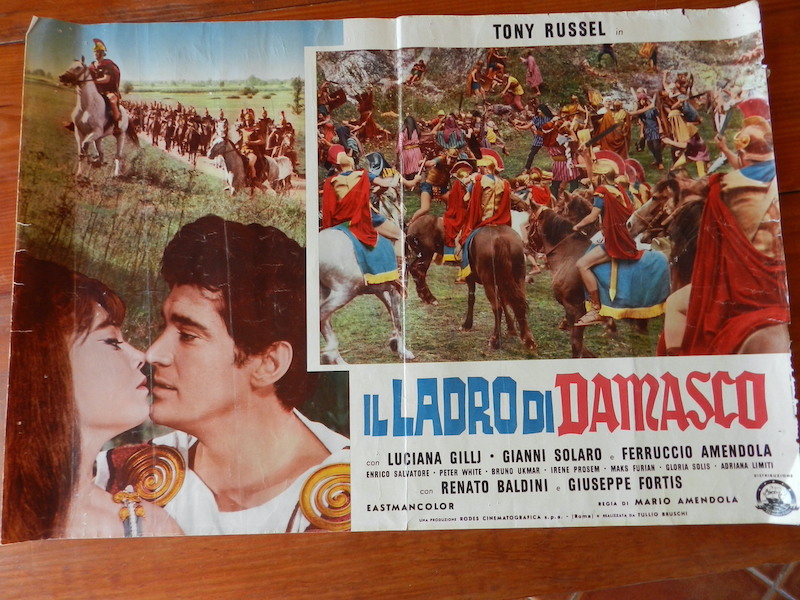 TONY RUSSEL in
IL LADRO DI DAMASCO
con LUCIANA GILLJ • GIANNI SOLARO e FERRUCCIO AMENDOLA
ENRICO SALVATORE • PETER WHITE • BRUNO UKMAR • IRENE PROSEM • MAKS FURIAN • GLORIA SOLIS • ADRIANA LIMITI
con RENATO BALDINI e GIUSEPPE FORTIS
DISTRIBUZIONE
EASTMANCOLOR
REGIA DI MARIO AMENDOLA
UNA PRODUZIONE RODES CINEMATOGRAFICA s.p.a. - (Roma) e REALIZZATA DA TULLIO BRUSCHI